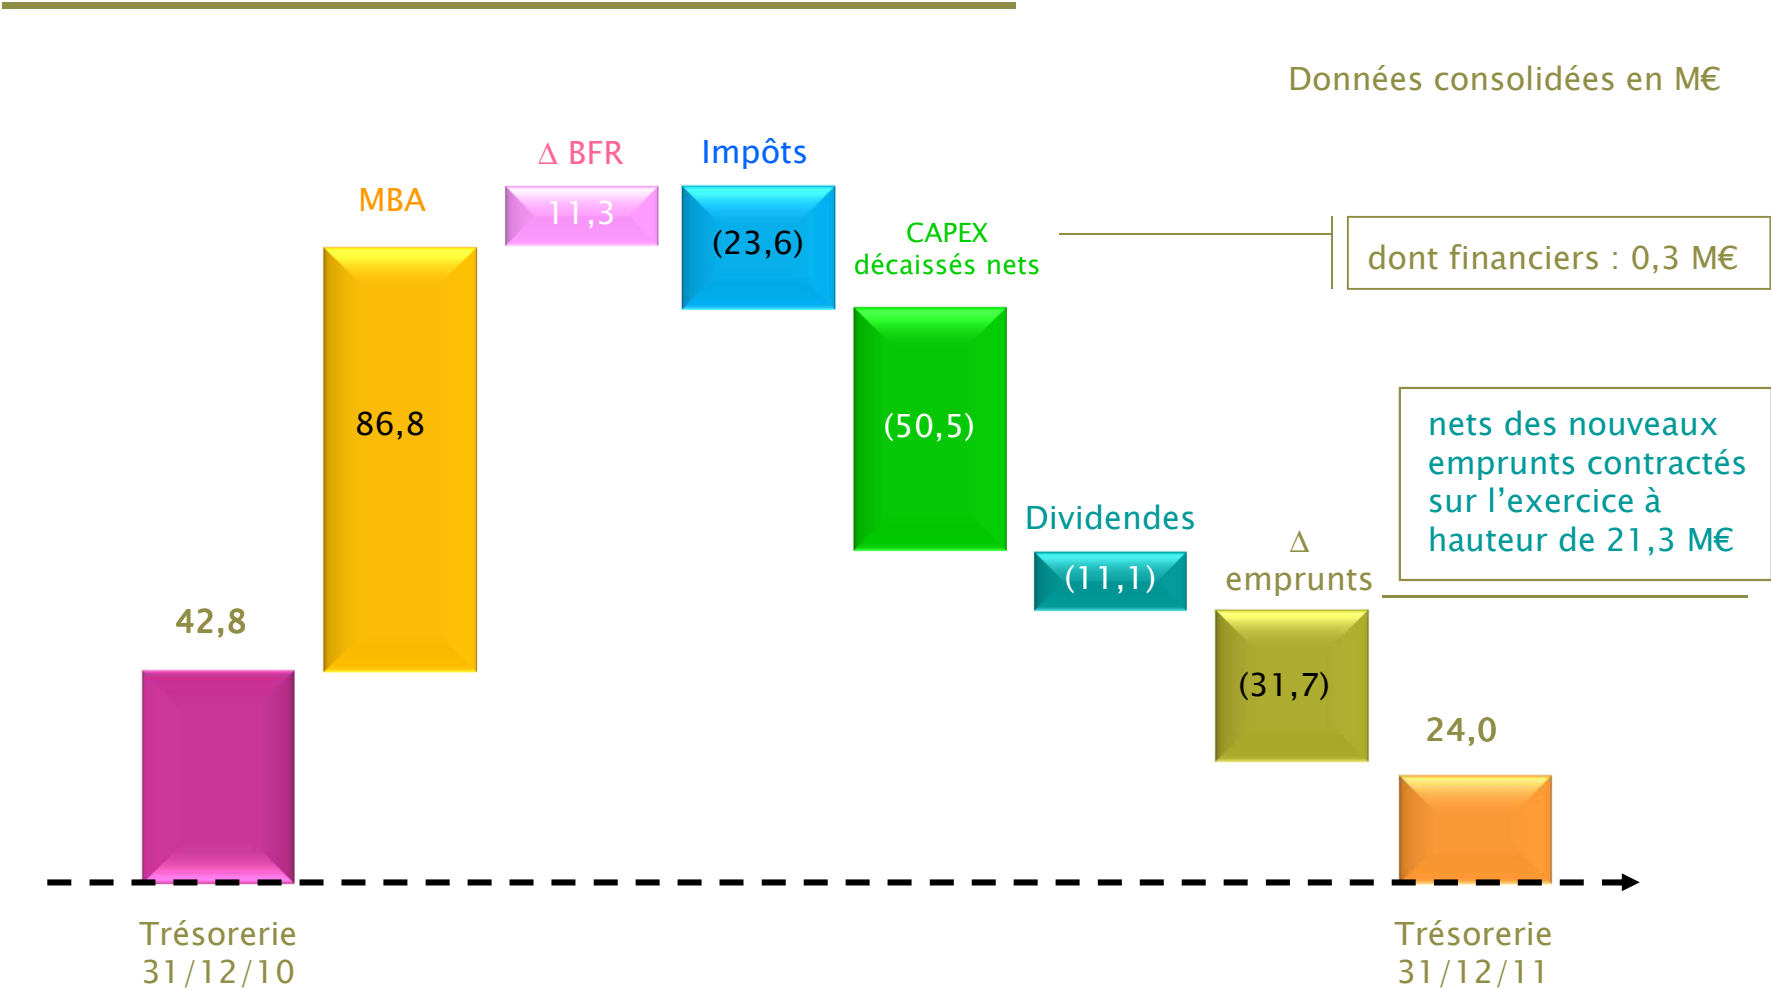 Données consolidées en M€
∆ BFR
Impôts
MBA
11,3
(23,6)
CAPEX
décaissés nets
dont financiers : 0,3 M€
86,8
(50,5)
nets des nouveaux
emprunts contractés
sur l’exercice à
hauteur de 21,3 M€
Dividendes
(11,1)
∆
emprunts
42,8
(31,7)
24,0
Trésorerie
31/12/10
Trésorerie
31/12/11